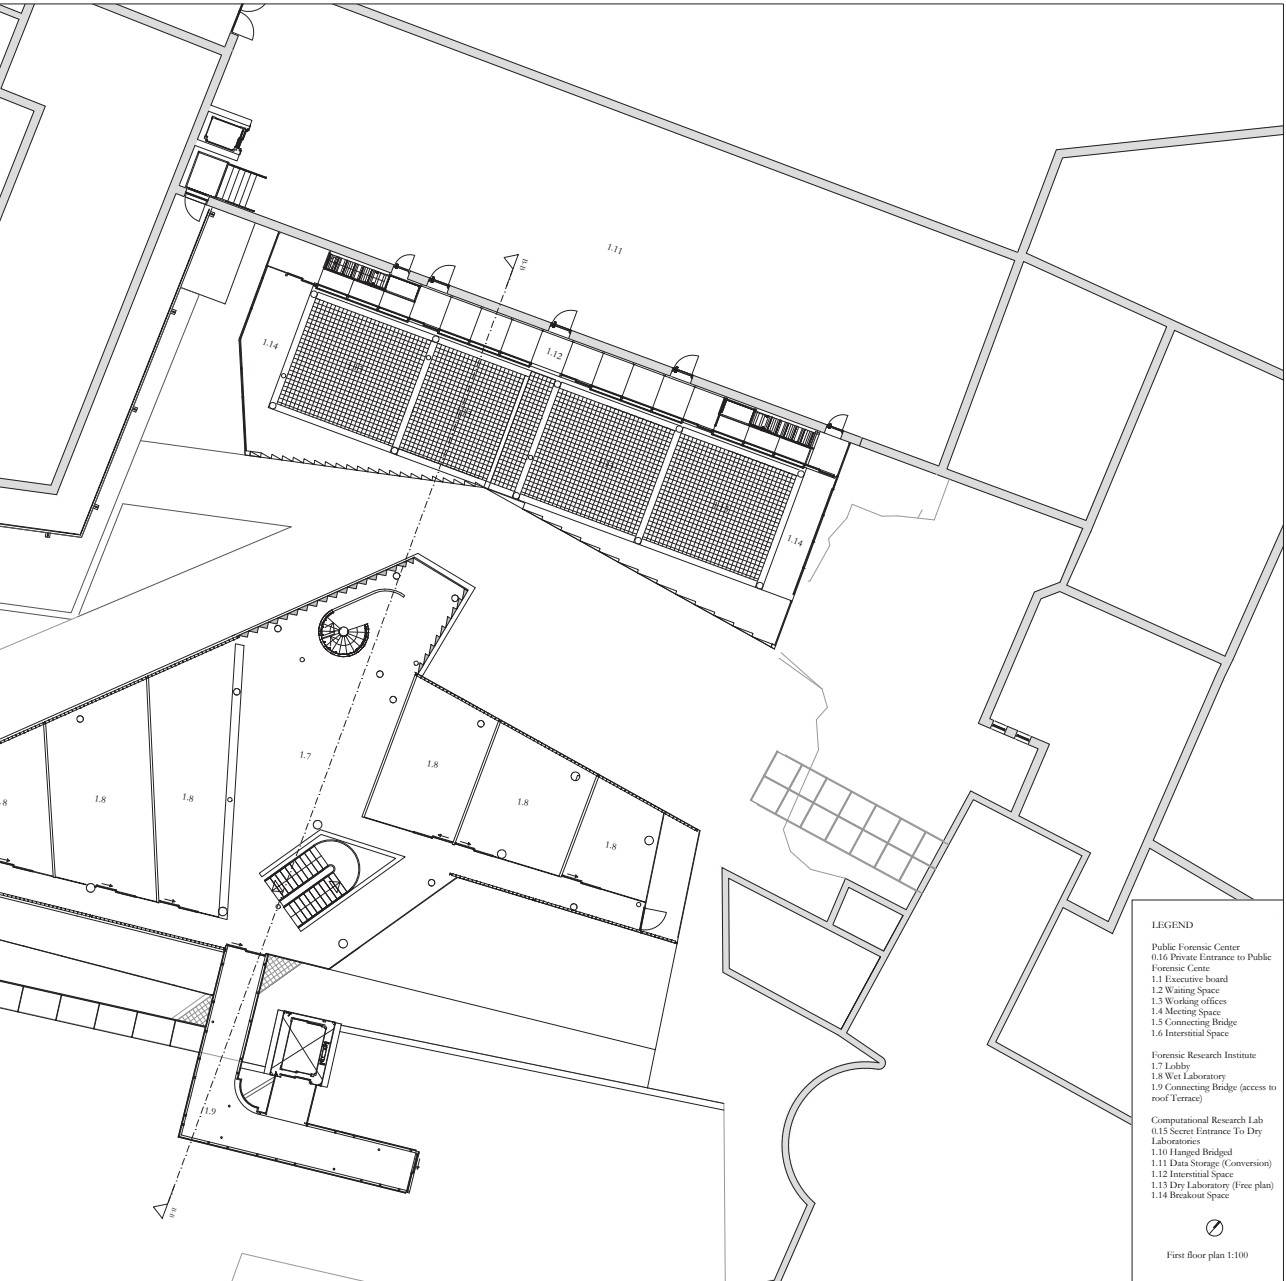 1.11
B-B
1.14
1.12
1.14
1.7
1.8
1.8
1.8
1.8
1.8
.8
1.9
B-B
LEGEND
Public Forensic Center
0.16 Private Entrance to Public
Forensic Cente
1.1 Executive board
1.2 Waiting Space
1.3 Working offices
1.4 Meeting Space
1.5 Connecting Bridge
1.6 Interstitial Space
Forensic Research Institute
1.7 Lobby
1.8 Wet Laboratory
1.9 Connecting Bridge (access to
roof Terrace)
Computational Research Lab
0.15 Secret Entrance To Dry
Laboratories
1.10 Hanged Bridged
1.11 Data Storage (Conversion)
1.12 Interstitial Space
1.13 Dry Laboratory (Free plan)
1.14 Breakout Space
First floor plan 1:100